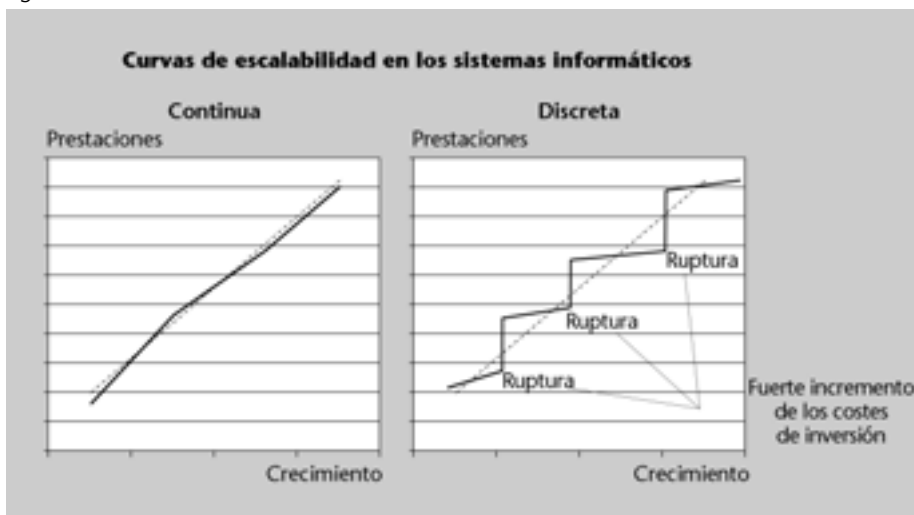 Curvas de escalabilidad en los sistemas informáticos
Continua
Prestaciones
Crecimiento
Discreta
Prestaciones
Ruptura
Ruptura
Ruptura
Fuerte incremento
de los costes
de inversión
Crecimiento